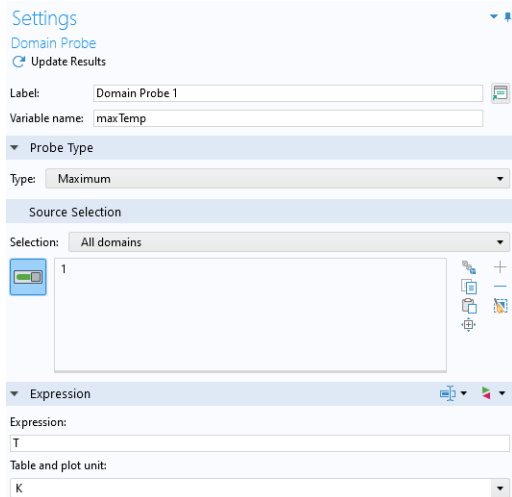 Settings
Domain Probe
Update Results
Label: Domain Probe 1
Variable name: maxTemp
Probe Type
Type: Maximum
Source Selection
Selection: All domains
1
Expression
Expression:
T
Table and plot unit:
K